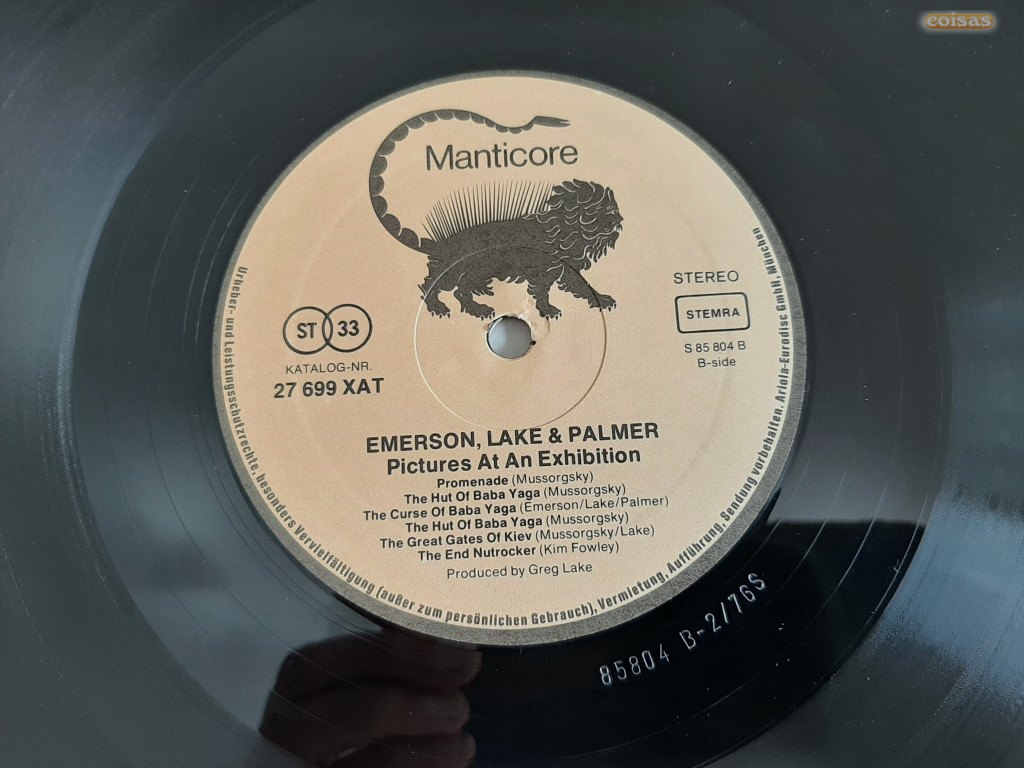 coisas
Manticore
STEREO
STEMRA
S 85 804 B
B-side
ST 33
KATALOG-NR.
27 699 XAT
EMERSON, LAKE & PALMER
Pictures At An Exhibition
Promenade (Mussorgsky)
The Hut Of Baba Yaga (Mussorgsky)
The Curse Of Baba Yaga (Emerson/Lake/Palmer)
The Hut Of Baba Yaga (Mussorgsky)
The Great Gates Of Kiev (Mussorgsky/Lake)
The End Nutrocker (Kim Fowley)
Produced by Greg Lake
Urheber- und Leistungsschutzrechte, besonders Vervielfältigung (außer zum persönlichen Gebrauch), Vermietung, Aufführung, Sendung vorbehalten. Ariola-Eurodisc GmbH, München
85804 B-2/76S